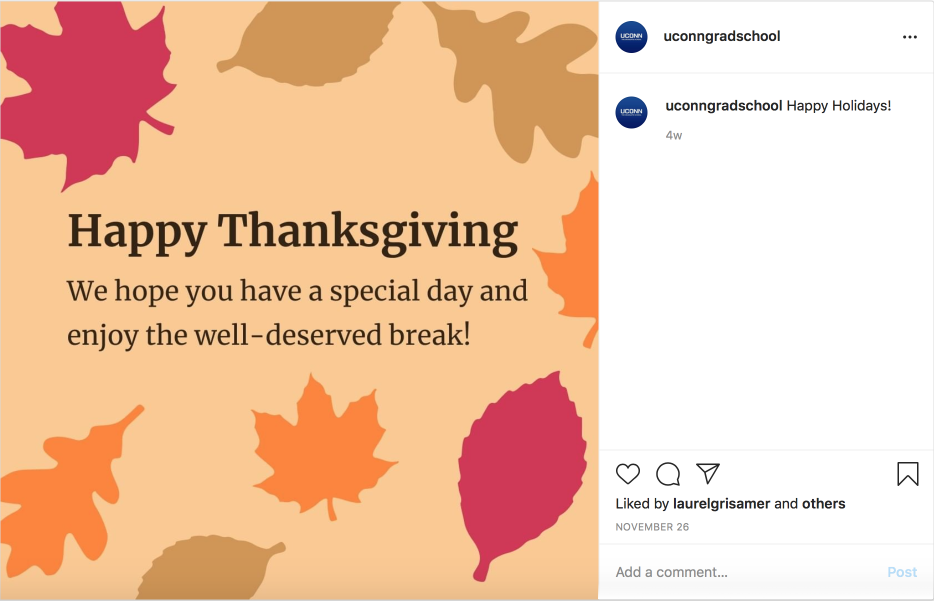 Happy Thanksgiving
We hope you have a special day and
enjoy the well-deserved break!
UCONN
uconngradschool
UCONN
uconngradschool Happy Holidays!
4w
Liked by laurelgrisamer and others
NOVEMBER 26
Add a comment...
Post